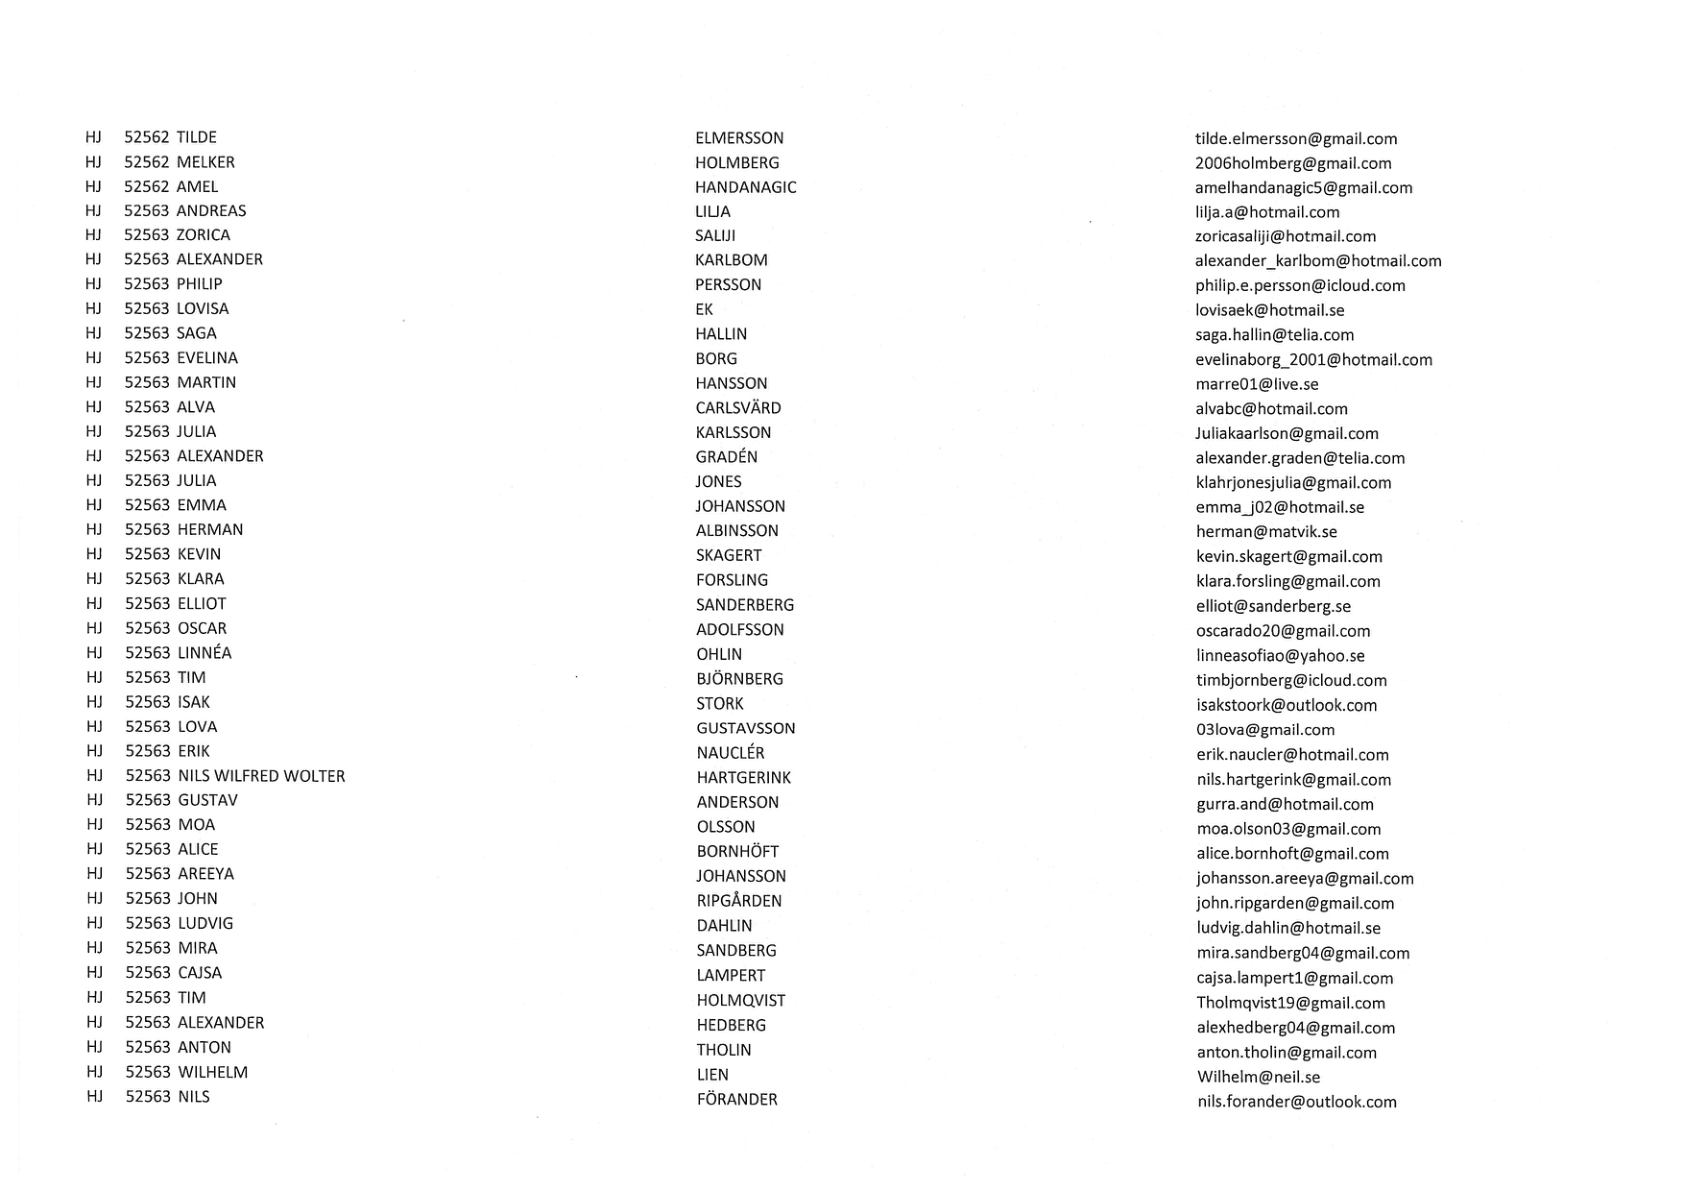 HJ 52562 TILDE ELMERSSON tilde.elmersson@gmail.com
HJ 52562 MELKER HOLMBERG 2006holmberg@gmail.com
HJ 52562 AMEL HANDANAGIC amelhandanagic5@gmail.com
HJ 52563 ANDREAS LILJA lilja.a@hotmail.com
HJ 52563 ZORICA SALIJI zoricasaliji@hotmail.com
HJ 52563 ALEXANDER KARLBOM alexander_karlbom@hotmail.com
HJ 52563 PHILIP PERSSON philip.e.persson@icloud.com
HJ 52563 LOVISA EK lovisaek@hotmail.se
HJ 52563 SAGA HALLIN saga.hallin@telia.com
HJ 52563 EVELINA BORG evelinaborg_2001@hotmail.com
HJ 52563 MARTIN HANSSON marre01@live.se
HJ 52563 ALVA CARLSVÄRD alvabc@hotmail.com
HJ 52563 JULIA KARLSSON Juliakaarlson@gmail.com
HJ 52563 ALEXANDER GRADÉN alexander.graden@telia.com
HJ 52563 JULIA JONES klahrjonesjulia@gmail.com
HJ 52563 EMMA JOHANSSON emma_j02@hotmail.se
HJ 52563 HERMAN ALBINSSON herman@matvik.se
HJ 52563 KEVIN SKAGERT kevin.skagert@gmail.com
HJ 52563 KLARA FORSLING klara.forsling@gmail.com
HJ 52563 ELLIOT SANDERBERG elliot@sanderberg.se
HJ 52563 OSCAR ADOLFSSON oscarado20@gmail.com
HJ 52563 LINNÉA OHLIN linneasofiao@yahoo.se
HJ 52563 TIM BJÖRNBERG timbjornberg@icloud.com
HJ 52563 ISAK STORK isakstoork@outlook.com
HJ 52563 LOVA GUSTAVSSON 03lova@gmail.com
HJ 52563 ERIK NAUCLÉR erik.naucler@hotmail.com
HJ 52563 NILS WILFRED WOLTER HARTGERINK nils.hartgerink@gmail.com
HJ 52563 GUSTAV ANDERSON gurra.and@hotmail.com
HJ 52563 MOA OLSSON moa.olson03@gmail.com
HJ 52563 ALICE BORNHÖFT alice.bornhoft@gmail.com
HJ 52563 AREEYA JOHANSSON johansson.areeya@gmail.com
HJ 52563 JOHN RIPGÅRDEN john.ripgarden@gmail.com
HJ 52563 LUDVIG DAHLIN ludvig.dahlin@hotmail.se
HJ 52563 MIRA SANDBERG mira.sandberg04@gmail.com
HJ 52563 CAJSA LAMPERT cajsa.lampert1@gmail.com
HJ 52563 TIM HOLMQVIST Tholmqvist19@gmail.com
HJ 52563 ALEXANDER HEDBERG alexhedberg04@gmail.com
HJ 52563 ANTON THOLIN anton.tholin@gmail.com
HJ 52563 WILHELM LIEN Wilhelm@neil.se
HJ 52563 NILS FÖRANDER nils.forander@outlook.com